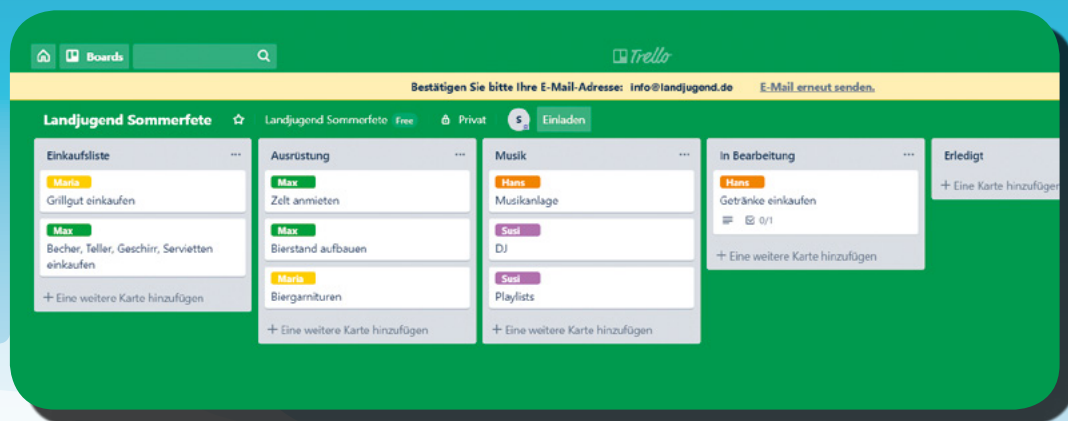 Boards
Trello
Bestätigen Sie bitte Ihre E-Mail-Adresse: info@landjugend.de E-Mail erneut senden.
Landjugend Sommerfete Landjugend Sommerfete Free Privat S Einladen
Einkaufsliste
Maria
Grillgut einkaufen
Max
Becher, Teller, Geschirr, Servietten
einkaufen
+ Eine weitere Karte hinzufügen
Ausrüstung
Max
Zelt anmieten
Max
Bierstand aufbauen
Maria
Biergarnituren
+ Eine weitere Karte hinzufügen
Musik
Hans
Musikanlage
Susi
DJ
Susi
Playlists
+ Eine weitere Karte hinzufügen
In Bearbeitung
Hans
Getränke einkaufen
0/1
+ Eine weitere Karte hinzufügen
Erledigt
+ Eine Karte hinzufügen